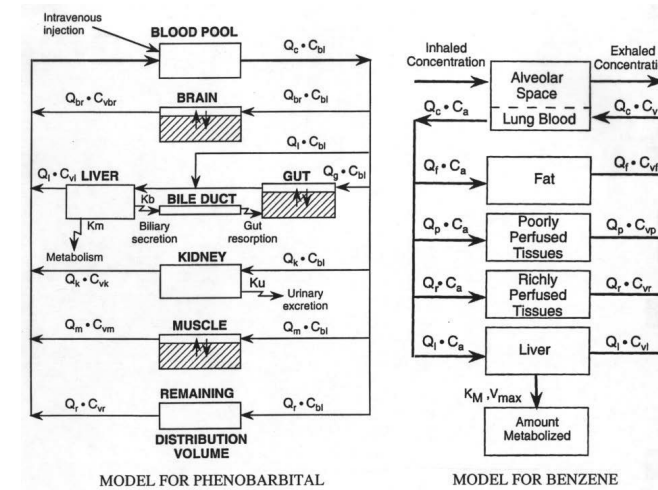 Intravenous
injection
BLOOD POOL
Q_c • C_bl
BRAIN
Q_br • C_vbr
Q_br • C_bl
Q_l • C_bl
Q_l • C_vl
LIVER
GUT
Q_g • C_bl
Kb
BILE DUCT
Km
Biliary
secretion
Gut
resorption
Metabolism
KIDNEY
Q_k • C_vk
Q_k • C_bl
Ku
Urinary
excretion
MUSCLE
Q_m • C_vm
Q_m • C_bl
REMAINING
Q_r • C_vr
Q_r • C_bl
DISTRIBUTION
VOLUME
MODEL FOR PHENOBARBITAL
Inhaled
Concentration
Exhaled
Concentrati
Alveolar
Space
Lung Blood
Q_c • C_a
Q_c • C_v
Q_f • C_a
Fat
Q_f • C_vf
Q_p • C_a
Poorly
Perfused
Tissues
Q_p • C_vp
Q_r • C_a
Richly
Perfused
Tissues
Q_r • C_vr
Q_l • C_a
Liver
Q_l • C_vl
K_M ,V_max
Amount
Metabolized
MODEL FOR BENZENE